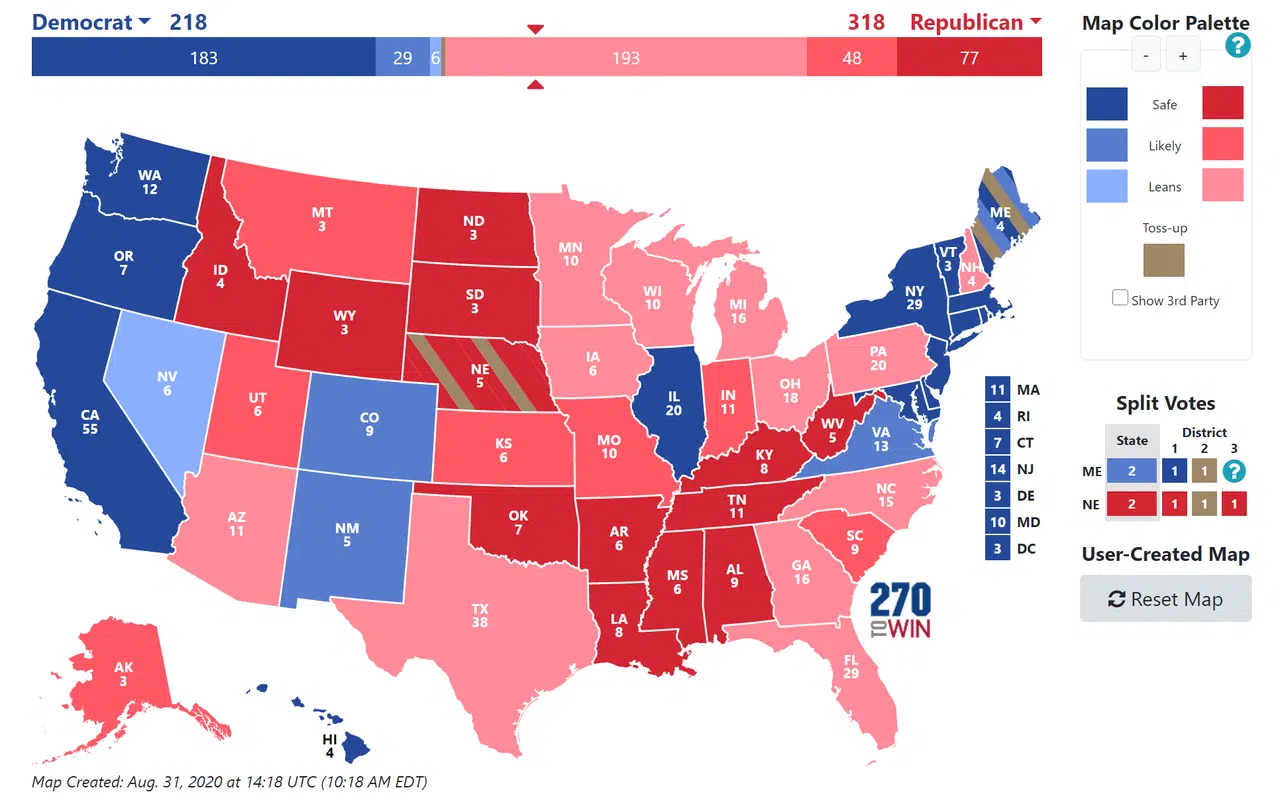 Democrat 218
318 Republican
183 29 6 193 48 77
Map Color Palette
?
- +
Safe
Likely
Leans
Toss-up
Show 3rd Party
WA
12
OR
7
CA
55
NV
6
ID
4
MT
3
WY
3
UT
6
AZ
11
CO
9
NM
5
ND
3
SD
3
NE
5
KS
6
OK
7
TX
38
MN
10
IA
6
MO
10
AR
6
LA
8
WI
10
IL
20
MI
16
IN
11
OH
18
KY
8
TN
11
MS
6
AL
9
GA
16
FL
29
SC
9
NC
15
VA
13
WV
5
PA
20
NY
29
VT
3
NH
4
ME
4
AK
3
HI
4
11 MA
4 RI
7 CT
14 NJ
3 DE
10 MD
3 DC
270
TO WIN
Split Votes
State District
1 2 3
ME 2 1 1 ?
NE 2 1 1 1
User-Created Map
Reset Map
Map Created: Aug. 31, 2020 at 14:18 UTC (10:18 AM EDT)